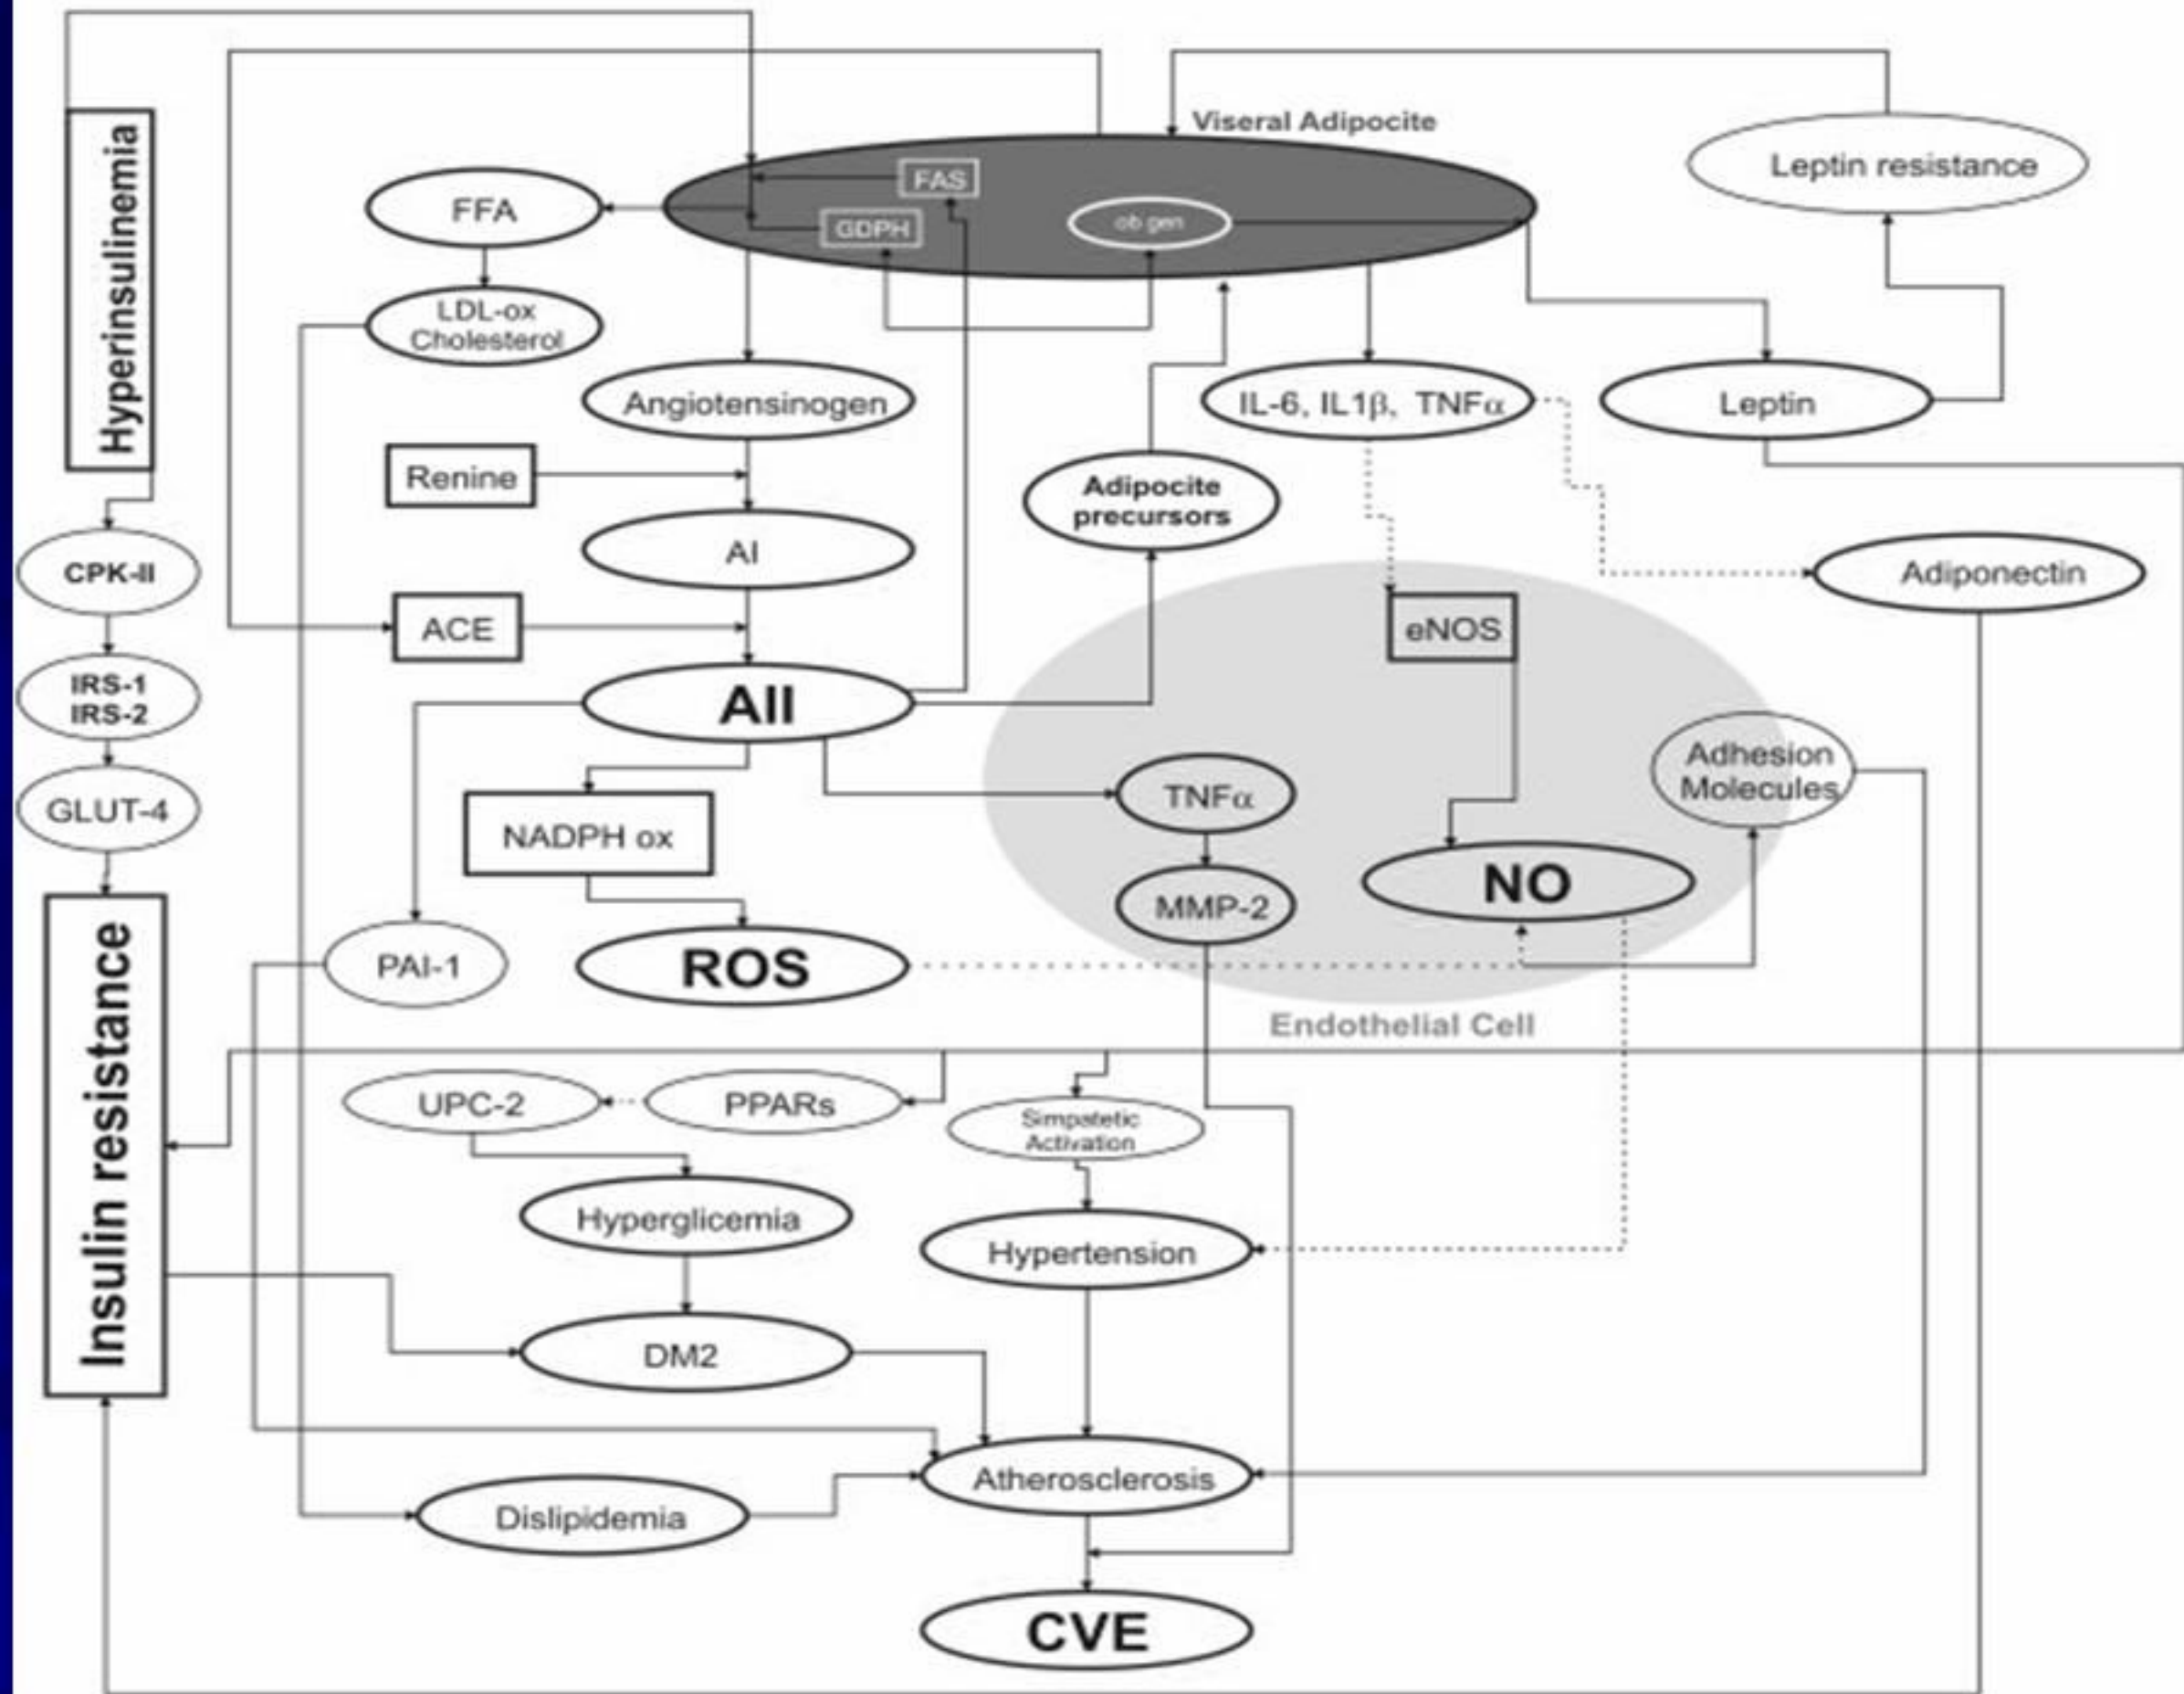 Viseral Adipocite
Hyperinsulinemia
FAS
Leptin resistance
FFA
GDPH
ob gen
LDL-ox
Cholesterol
Angiotensinogen
IL-6, IL1β, TNFα
Leptin
Renine
Adipocite
precursors
AI
CPK-II
Adiponectin
ACE
eNOS
IRS-1
IRS-2
AII
Adhesion
Molecules
TNFα
GLUT-4
NADPH ox
NO
MMP-2
PAI-1
ROS
Endothelial Cell
Insulin resistance
UPC-2
PPARs
Simpatetic
Activation
Hyperglicemia
Hypertension
DM2
Atherosclerosis
Dislipidemia
CVE